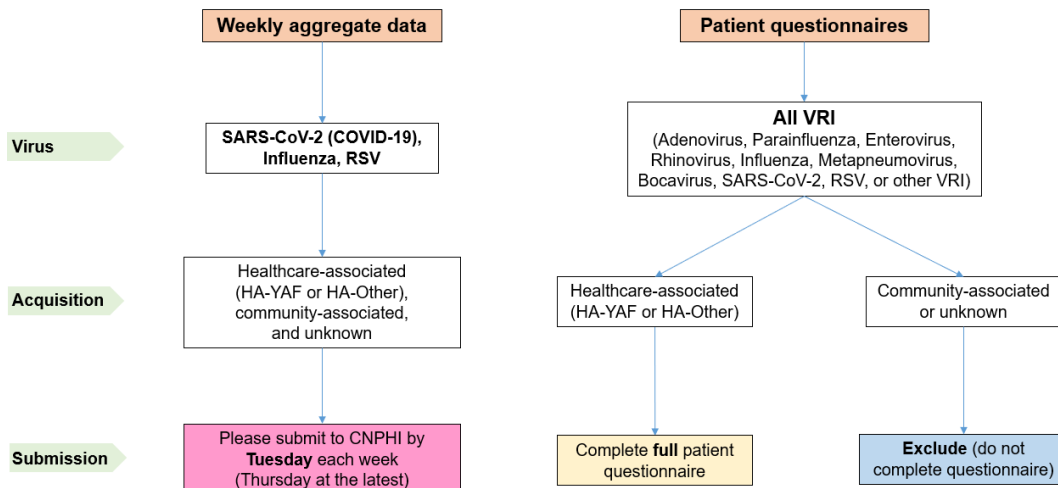 Weekly aggregate data
Patient questionnaires
Virus
SARS-CoV-2 (COVID-19),
Influenza, RSV
All VRI
(Adenovirus, Parainfluenza, Enterovirus,
Rhinovirus, Influenza, Metapneumovirus,
Bocavirus, SARS-CoV-2, RSV, or other VRI)
Acquisition
Healthcare-associated
(HA-YAF or HA-Other),
community-associated,
and unknown
Healthcare-associated
(HA-YAF or HA-Other)
Community-associated
or unknown
Submission
Please submit to CNPHI by
Tuesday each week
(Thursday at the latest)
Complete full patient
questionnaire
Exclude (do not
complete questionnaire)